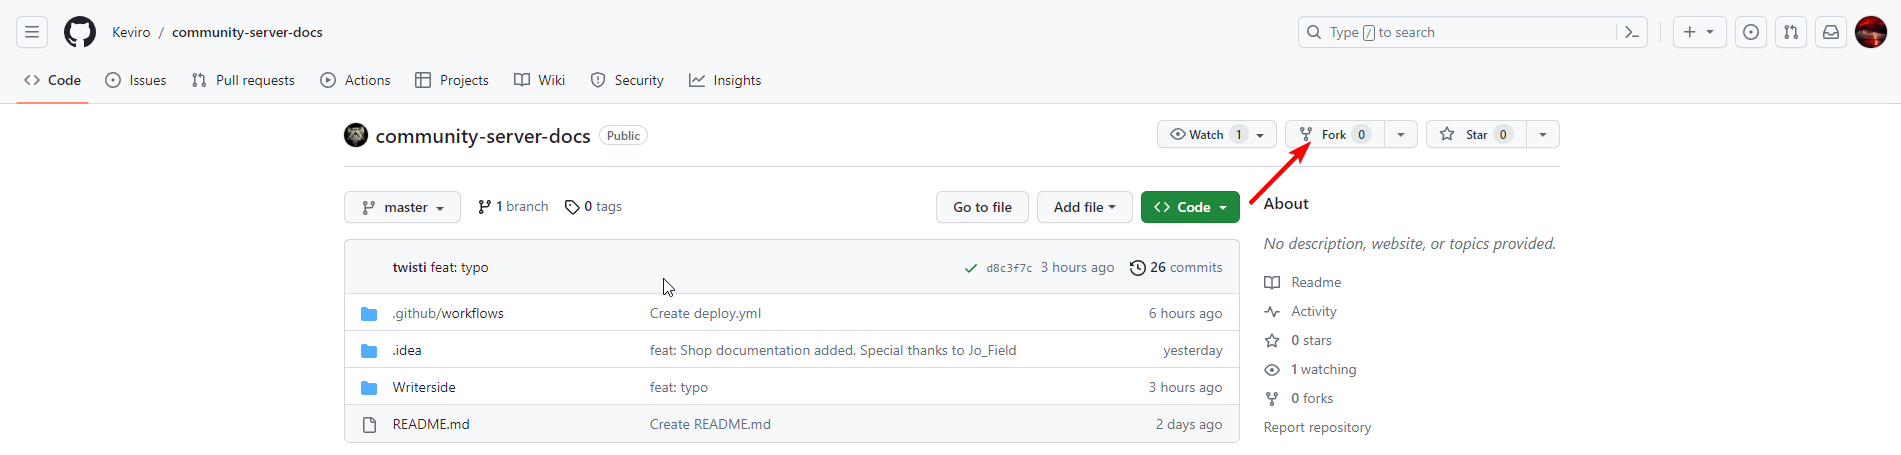 Keviro / community-server-docs
Type / to search
Code Issues Pull requests Actions Projects Wiki Security Insights
community-server-docs Public
Watch 1 Fork 0 Star 0
master 1 branch 0 tags Go to file Add file Code
twisti feat: typo d8c3f7c 3 hours ago 26 commits
.github/workflows Create deploy.yml 6 hours ago
.idea feat: Shop documentation added. Special thanks to Jo_Field yesterday
Writerside feat: typo 3 hours ago
README.md Create README.md 2 days ago
About
No description, website, or topics provided.
Readme
Activity
0 stars
1 watching
0 forks
Report repository